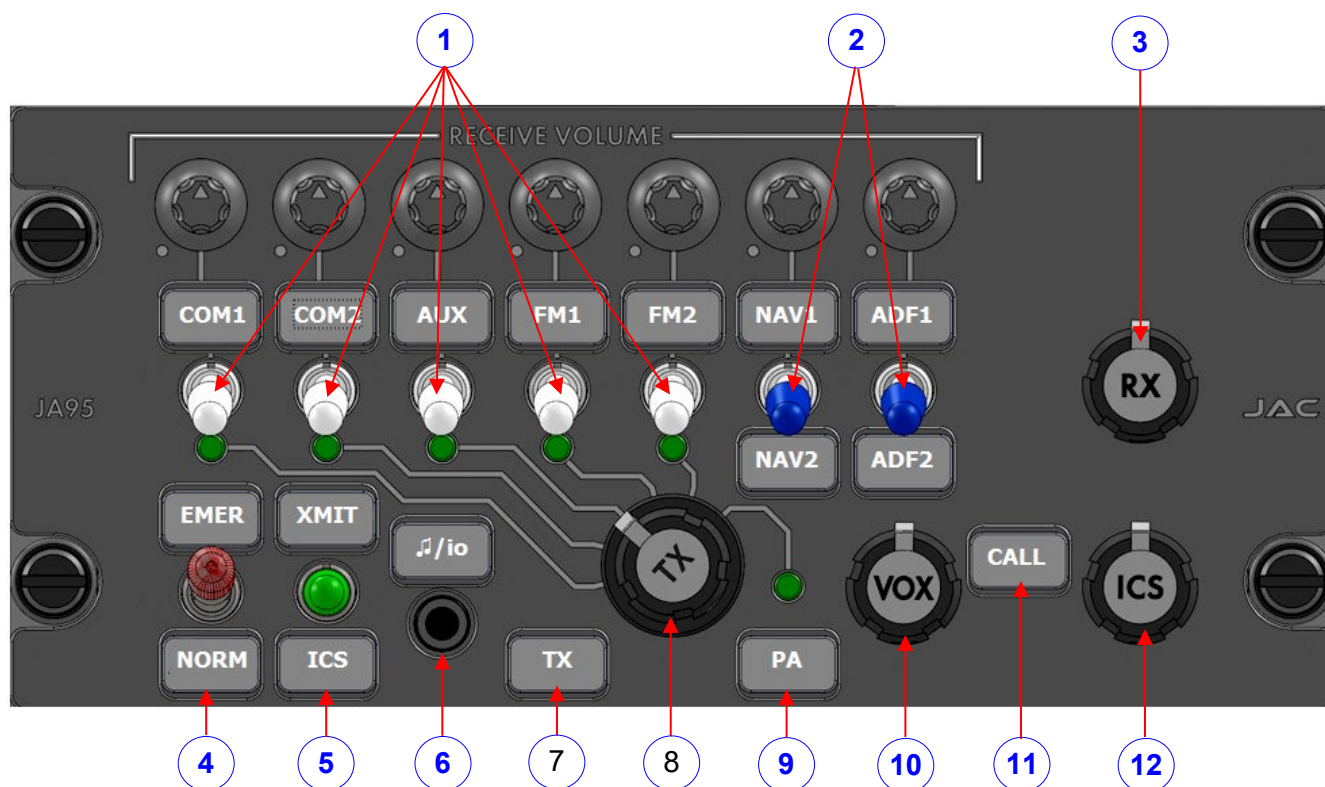 1 2 3
RECEIVE VOLUME
COM1 COM2 AUX FM1 FM2 NAV1 ADF1
RX
JA95
JAC
NAV2 ADF2
EMER XMIT
♫/io
TX
CALL
VOX
ICS
NORM ICS TX PA
4 5 6 7 8 9 10 11 12